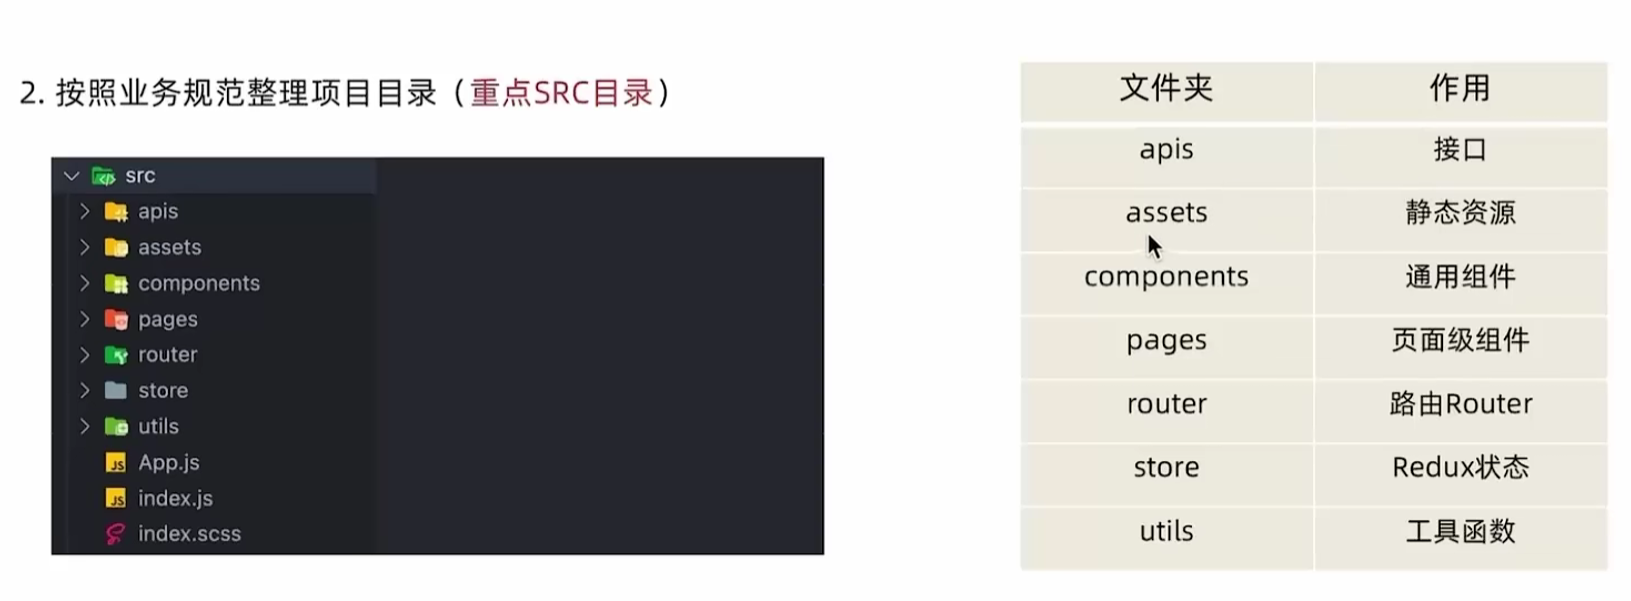 2. 按照业务规范整理项目目录（重点SRC目录）
src
apis
assets
components
pages
router
store
utils
App.js
index.js
index.scss
文件夹 作用
apis 接口
assets 静态资源
components 通用组件
pages 页面级组件
router 路由Router
store Redux状态
utils 工具函数